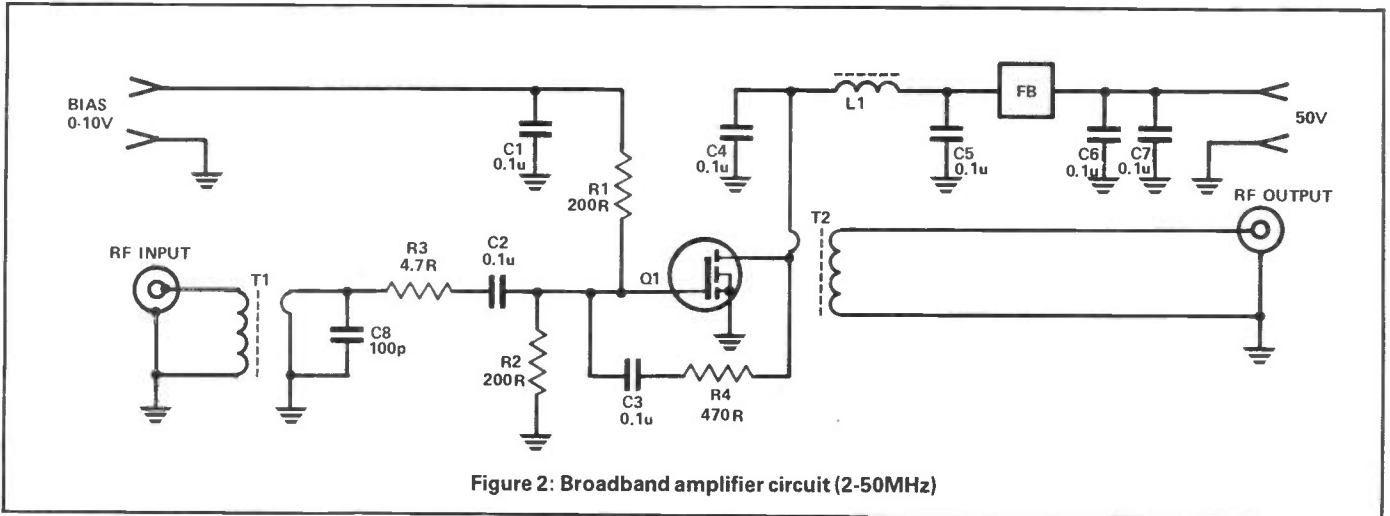 BIAS
0-10V
C1
0.1u
R1
200R
C4
0.1u
L1
C5
0.1u
FB
C6
0.1u
C7
0.1u
50V
RF INPUT
T1
C8
100p
R3
4.7R
C2
0.1u
R2
200R
Q1
C3
0.1u
R4
470R
T2
RF OUTPUT
Figure 2: Broadband amplifier circuit (2-50MHz)